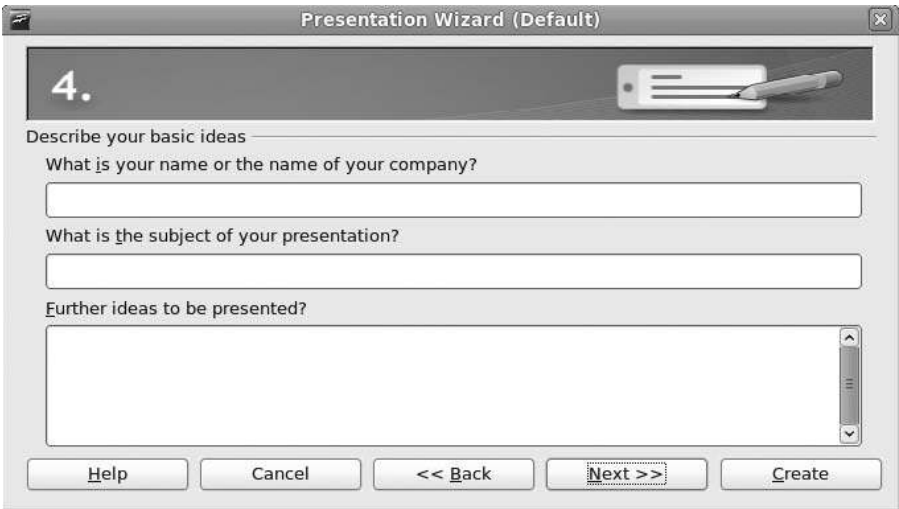 Presentation Wizard (Default)
4.
Describe your basic ideas
What is your name or the name of your company?
What is the subject of your presentation?
Further ideas to be presented?
Help Cancel << Back Next >> Create